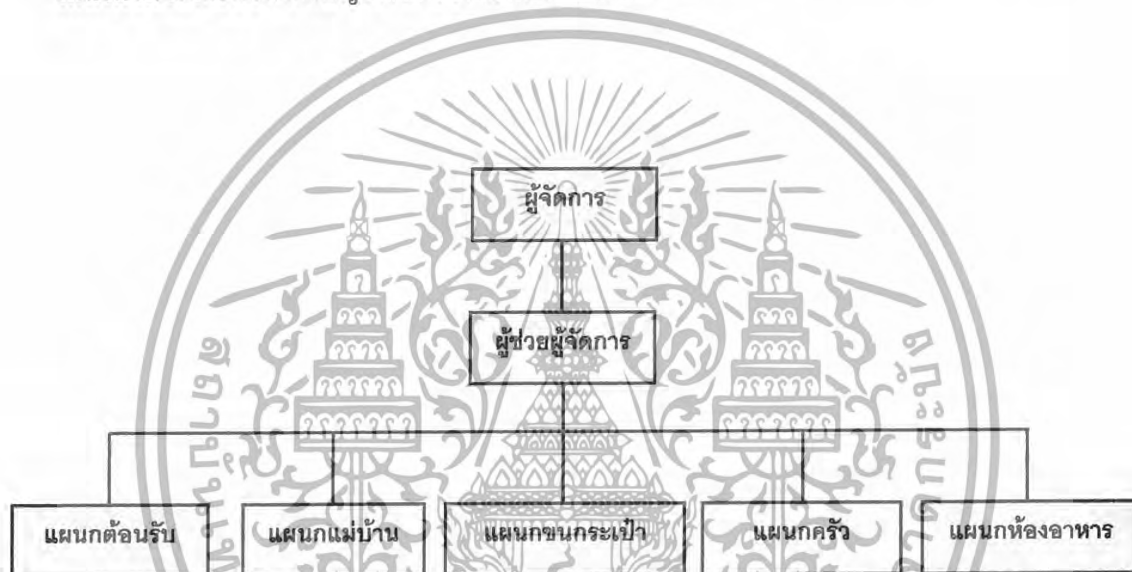 ผู้จัดการ
ผู้ช่วยผู้จัดการ
แผนกต้อนรับ
แผนกแม่บ้าน
แผนกขนกระเป๋า
แผนกครัว
แผนกห้องอาหาร